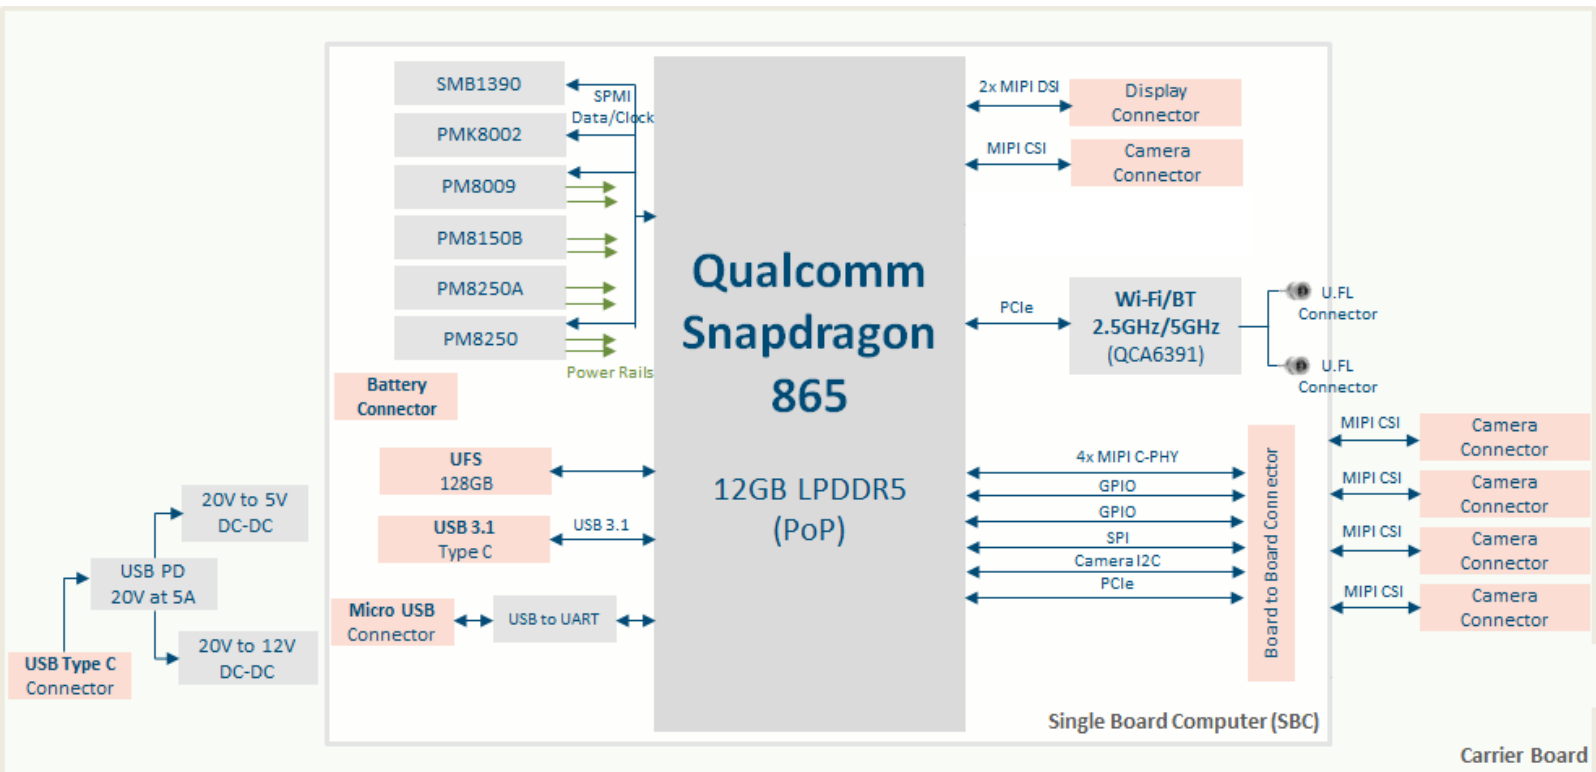 SMB1390
SPMI
Data/Clock
PMK8002
PM8009
PM8150B
PM8250A
PM8250
Power Rails
Battery
Connector
UFS
128GB
USB 3.1
Type C
USB 3.1
Micro USB
Connector
USB to UART
20V to 5V
DC-DC
USB PD
20V at 5A
20V to 12V
DC-DC
USB Type C
Connector
Qualcomm
Snapdragon
865
12GB LPDDR5
(PoP)
2x MIPI DSI
Display
Connector
MIPI CSI
Camera
Connector
PCIe
Wi-Fi/BT
2.5GHz/5GHz
(QCA6391)
U.FL
Connector
U.FL
Connector
4x MIPI C-PHY
GPIO
GPIO
SPI
Camera I2C
PCIe
Board to Board Connector
MIPI CSI
Camera
Connector
MIPI CSI
Camera
Connector
MIPI CSI
Camera
Connector
MIPI CSI
Camera
Connector
Single Board Computer (SBC)
Carrier Board